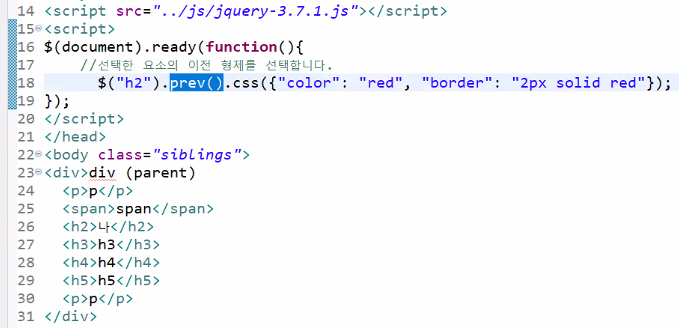 14 <script src="../js/jquery-3.7.1.js"></script>
15 <script>
16 $(document).ready(function(){
17     //선택한 요소의 이전 형제를 선택합니다.
18       $("h2").prev().css({"color": "red", "border": "2px solid red"});
19 });
20 </script>
21 </head>
22 <body class="siblings">
23 <div>div (parent)
24   <p>p</p>
25   <span>span</span>
26   <h2>나</h2>
27   <h3>h3</h3>
28   <h4>h4</h4>
29   <h5>h5</h5>
30   <p>p</p>
31 </div>